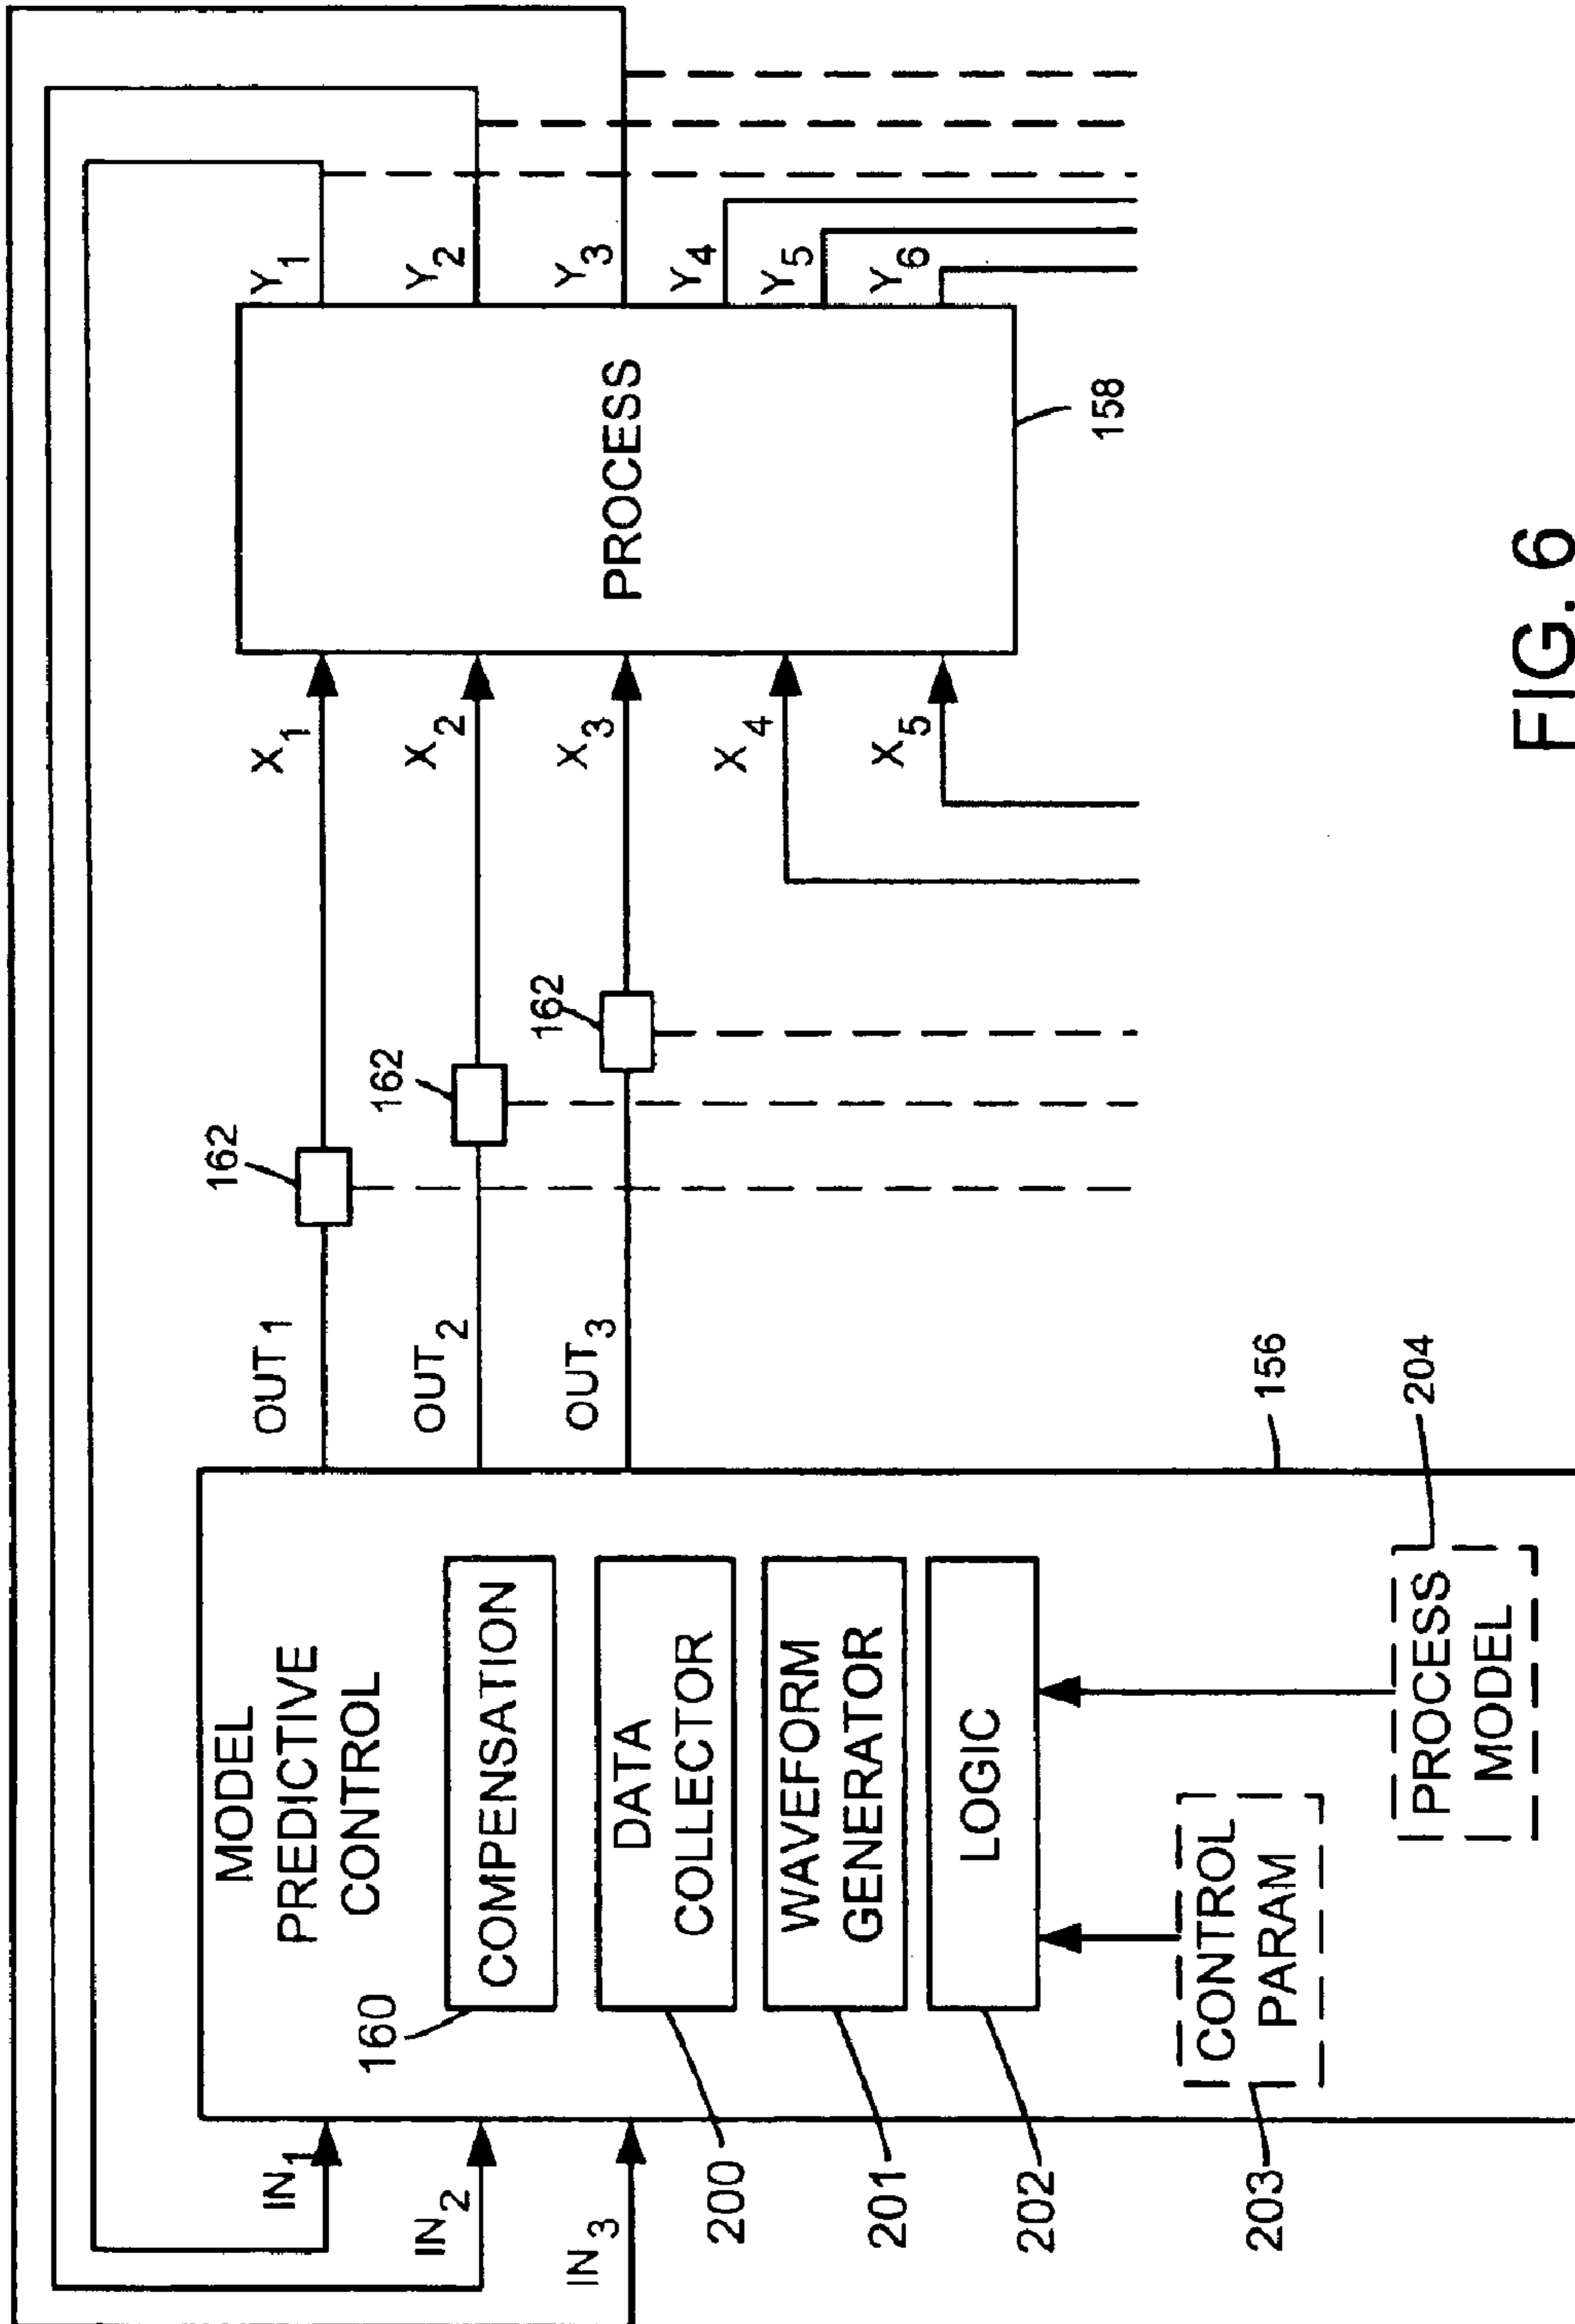 MODEL
PREDICTIVE
CONTROL
160
COMPENSATION
DATA
COLLECTOR
WAVEFORM
GENERATOR
LOGIC
CONTROL
PARAM
PROCESS
MODEL
IN1
IN2
IN3
200
201
202
203
204
156
OUT1
OUT2
OUT3
162
162
162
X1
X2
X3
X4
X5
PROCESS
158
Y1
Y2
Y3
Y4
Y5
Y6
FIG. 6